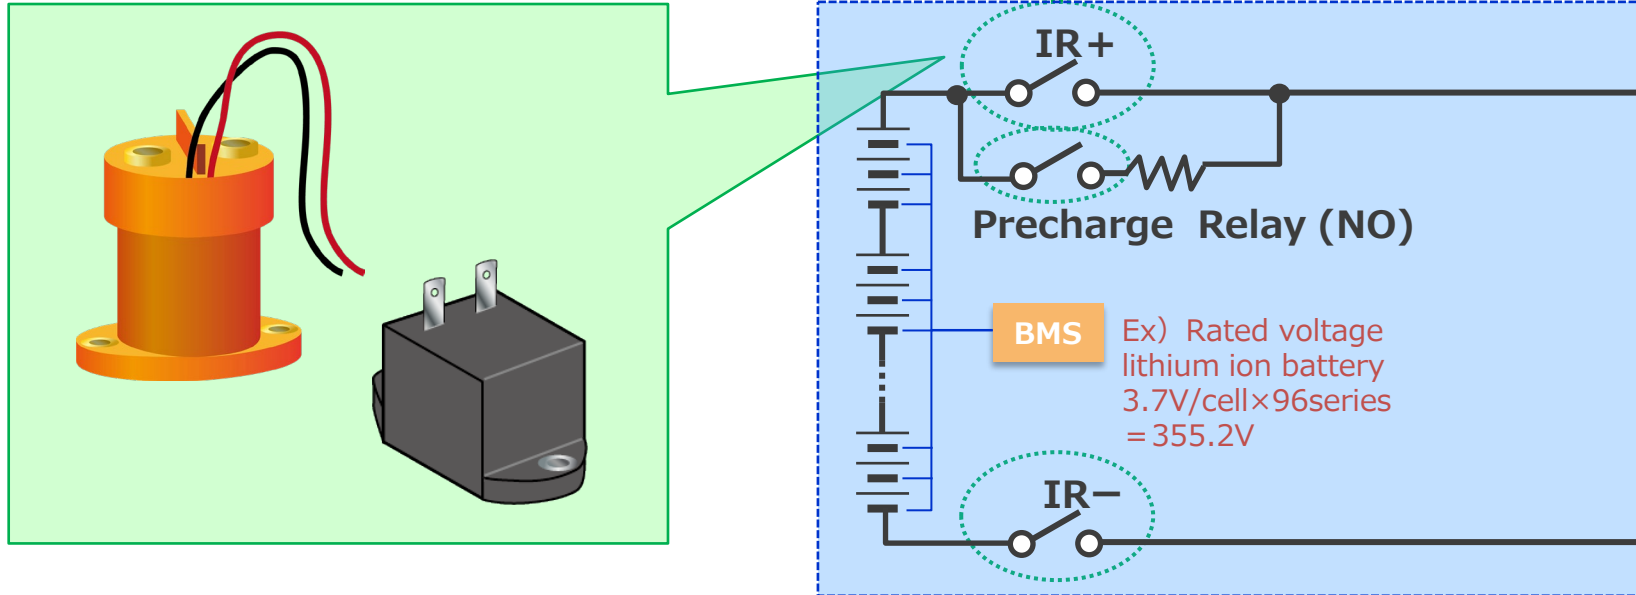 IR+
Precharge Relay (NO)
BMS
Ex）Rated voltage
lithium ion battery
3.7V/cell×96series
＝355.2V
IR−